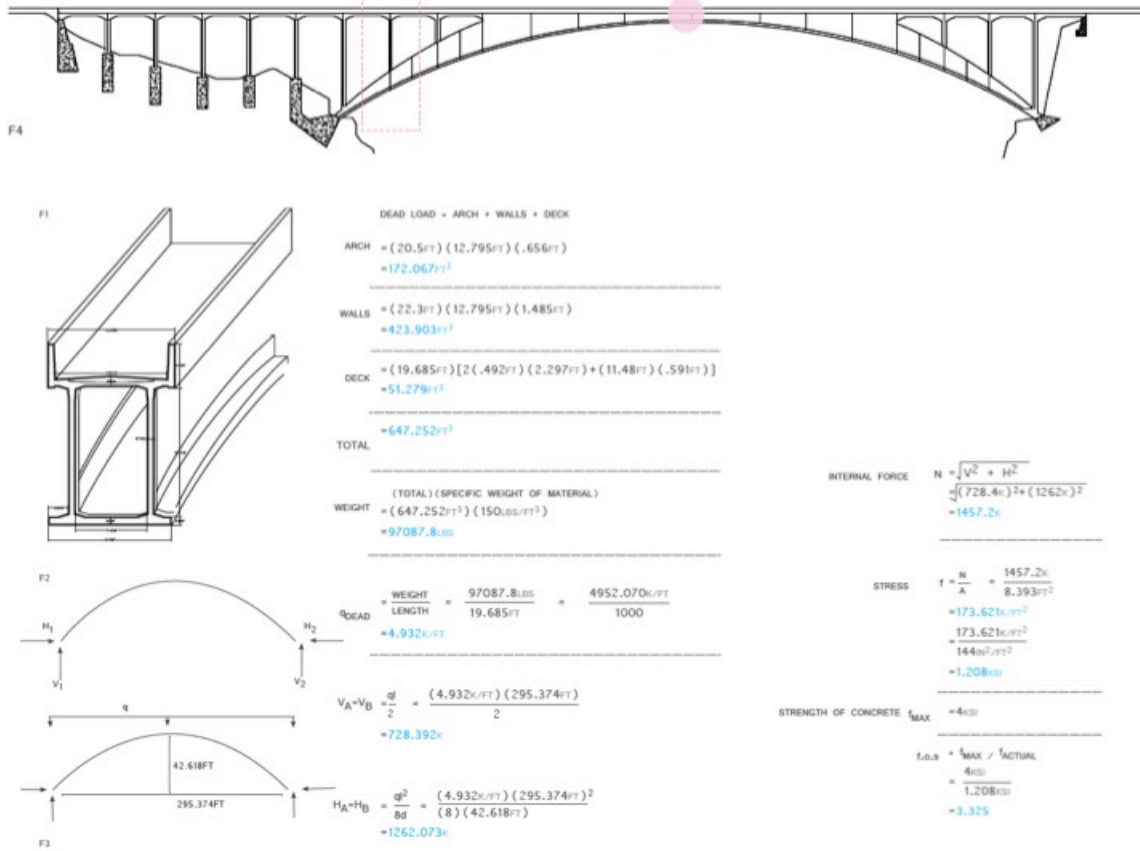 F4
F1
DEAD LOAD = ARCH + WALLS + DECK
ARCH =(20.5FT)(12.795FT)(.656FT)
=172.067FT³
WALLS =(22.3FT)(12.795FT)(1.485FT)
=423.903FT³
DECK =(19.685FT)[2(.492FT)(2.297FT)+(11.48FT)(.591FT)]
=51.279FT³
TOTAL =647.252FT³
(TOTAL)(SPECIFIC WEIGHT OF MATERIAL)
WEIGHT =(647.252FT³)(150LBS/FT³)
=97087.8LBS
qDEAD = WEIGHT / LENGTH = 97087.8LBS / 19.685FT = 4952.070K/FT / 1000
=4.932K/FT
VA=VB = ql / 2 = (4.932K/FT)(295.374FT) / 2
=728.392K
HA=HB = ql² / 8d = (4.932K/FT)(295.374FT)² / (8)(42.618FT)
=1262.073K
F2
H₁
H₂
V₁
V₂
q
42.618FT
295.374FT
F3
INTERNAL FORCE N =√V² + H²
=√(728.4K)²+(1262K)²
=1457.2K
STRESS f = N / A = 1457.2K / 8.393FT²
=173.621K/FT²
= 173.621K/FT² / 144IN²/FT²
=1.208KSI
STRENGTH OF CONCRETE fMAX =4KSI
f.o.s = fMAX / fACTUAL
= 4KSI / 1.208KSI
=3.325